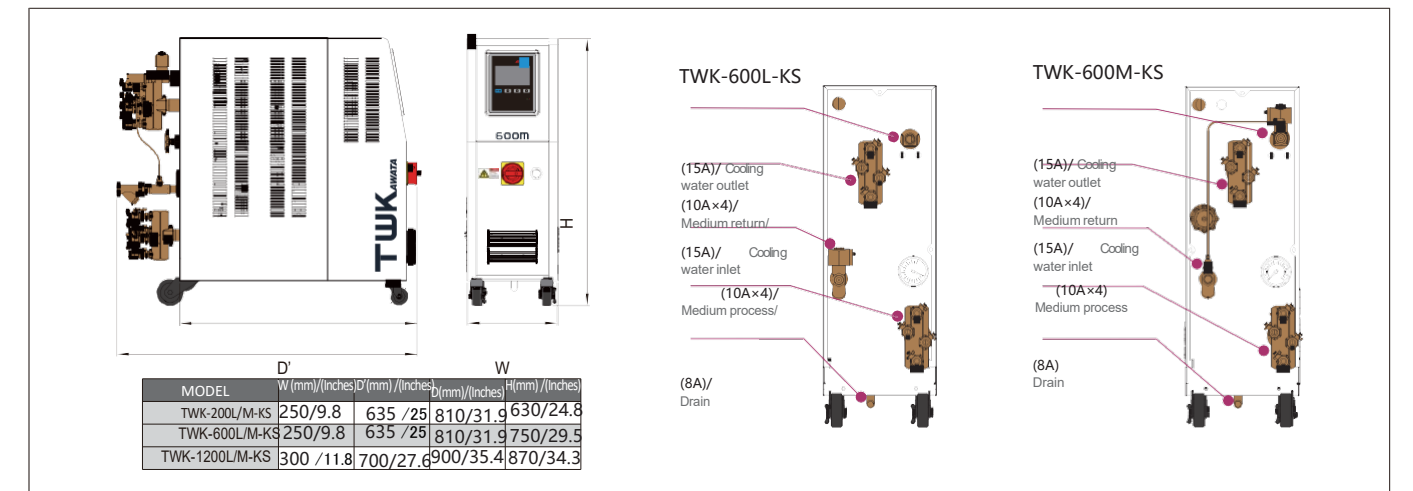 600m
TWK
KAWATA
H
D'
W
MODEL W (mm)/(Inches) D'(mm) /(Inches) D(mm)/(Inches) H(mm) /(Inches)
TWK-200L/M-KS 250/9.8 635 /25 810/31.9 630/24.8
TWK-600L/M-KS 250/9.8 635 /25 810/31.9 750/29.5
TWK-1200L/M-KS 300 /11.8 700/27.6 900/35.4 870/34.3
TWK-600L-KS
(15A)/ Cooling
water outlet
(10A×4)/
Medium return/
(15A)/ Cooling
water inlet
(10A×4)/
Medium process/
(8A)/
Drain
TWK-600M-KS
(15A)/ Cooling
water outlet
(10A×4)/
Medium return
(15A)/ Cooling
water inlet
(10A×4)
Medium process
(8A)
Drain